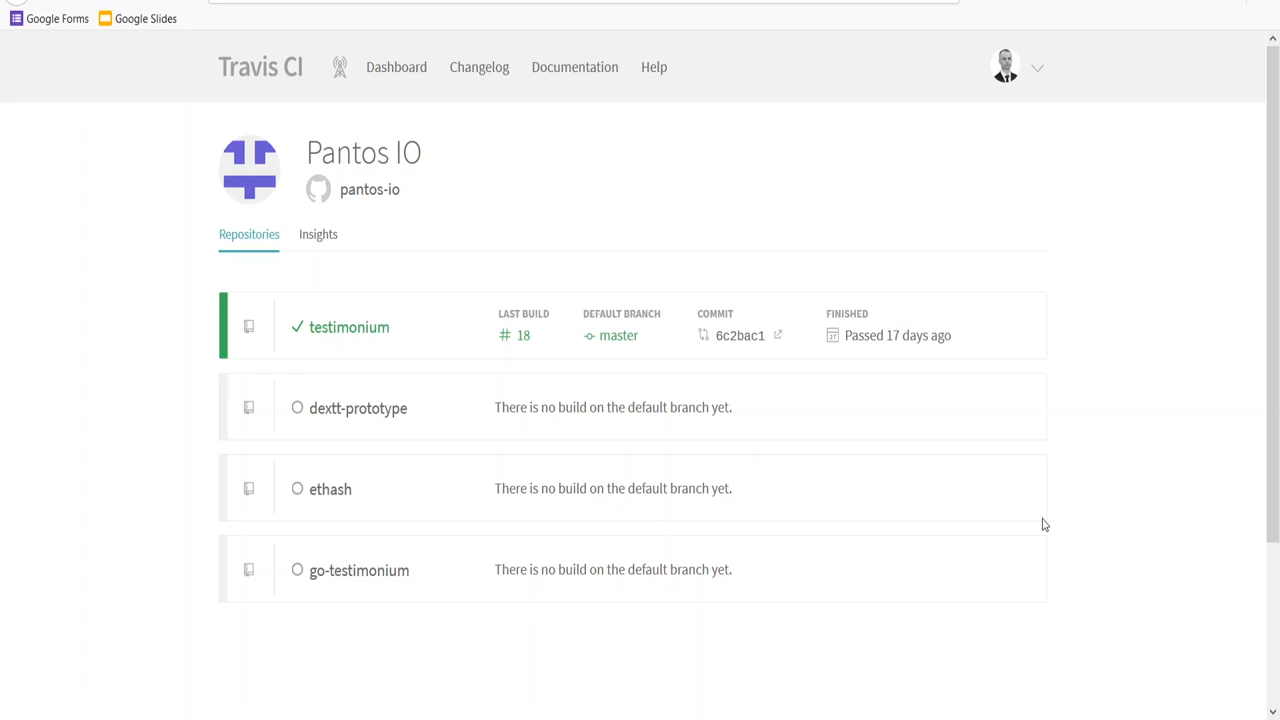 Google Forms Google Slides
Travis CI Dashboard Changelog Documentation Help
Pantos IO
pantos-io
Repositories Insights
LAST BUILD DEFAULT BRANCH COMMIT FINISHED
testimonium # 18 master 6c2bac1 27 Passed 17 days ago
dextt-prototype There is no build on the default branch yet.
ethash There is no build on the default branch yet.
go-testimonium There is no build on the default branch yet.